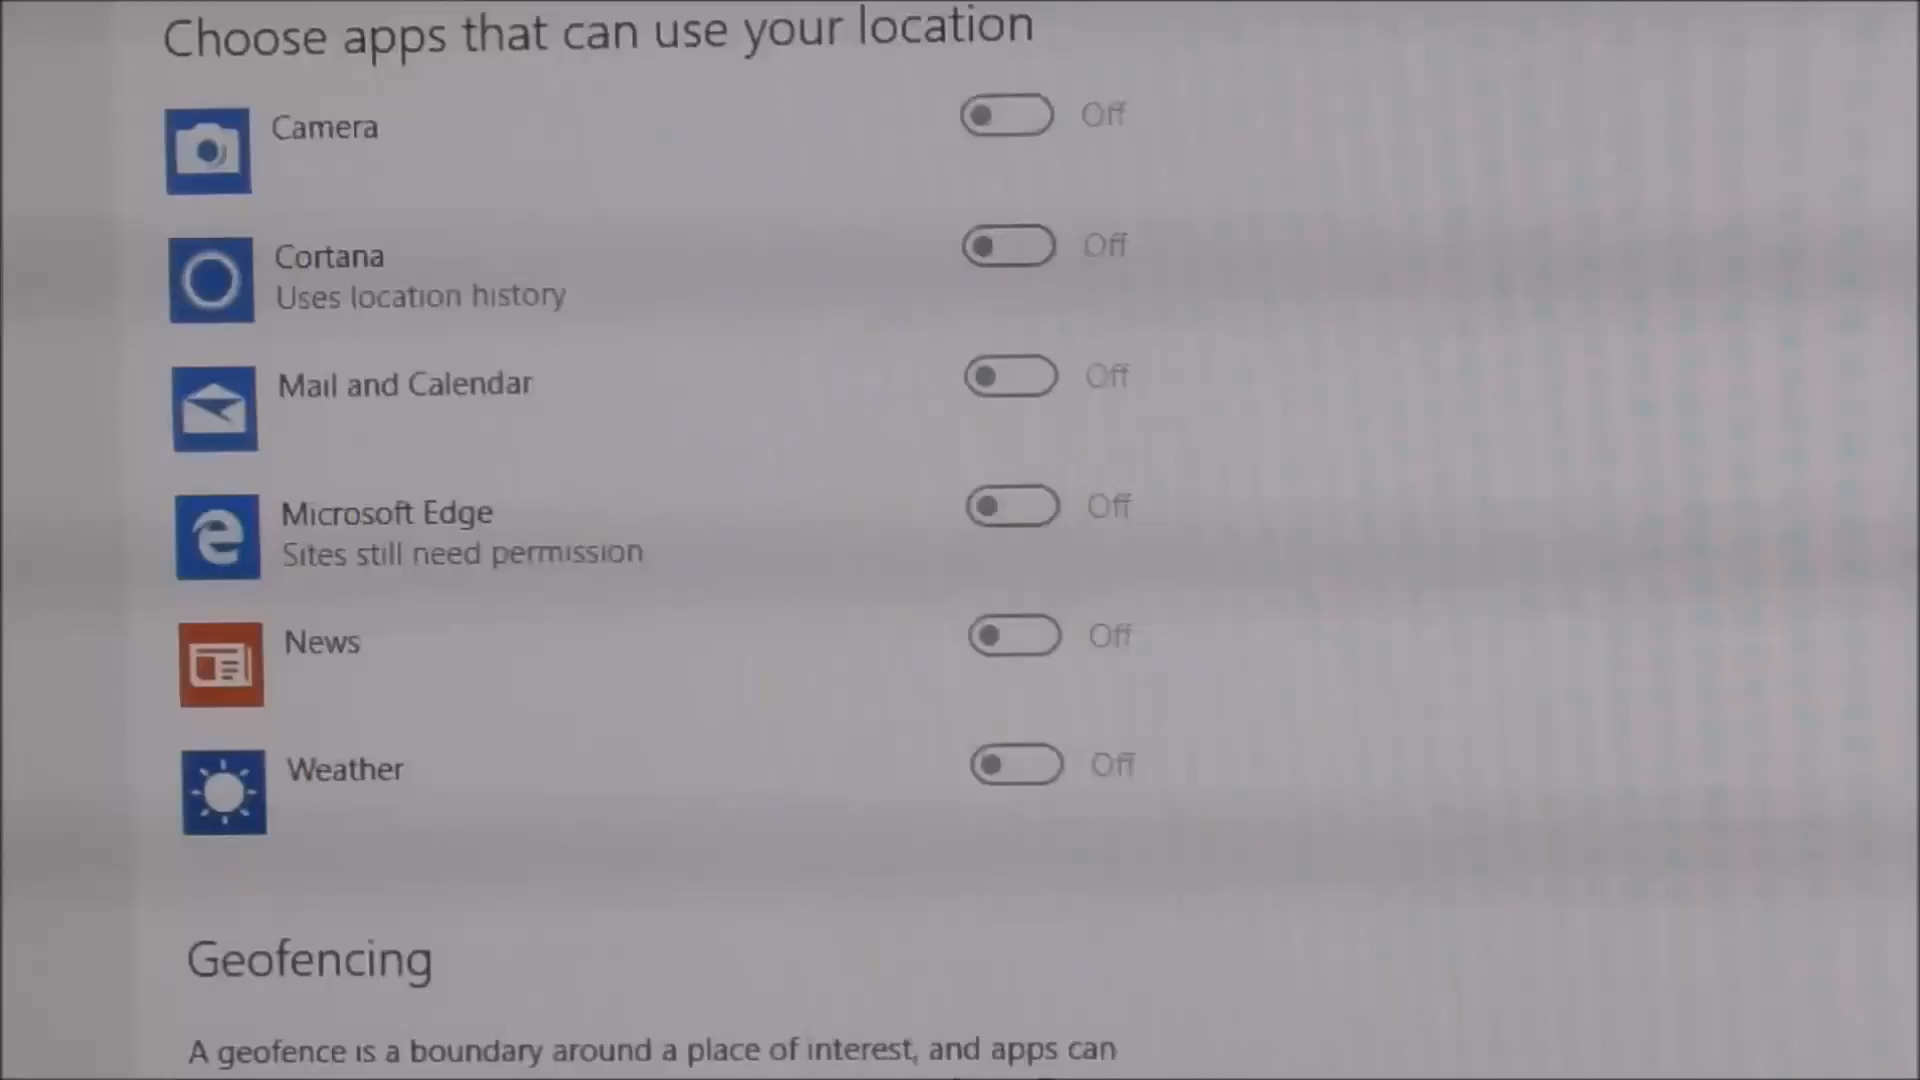 Choose apps that can use your location
Camera
Off
Cortana
Off
Uses location history
Mail and Calendar
Off
Microsoft Edge
Off
Sites still need permission
News
Off
Weather
Off
Geofencing
A geofence is a boundary around a place of interest, and apps can